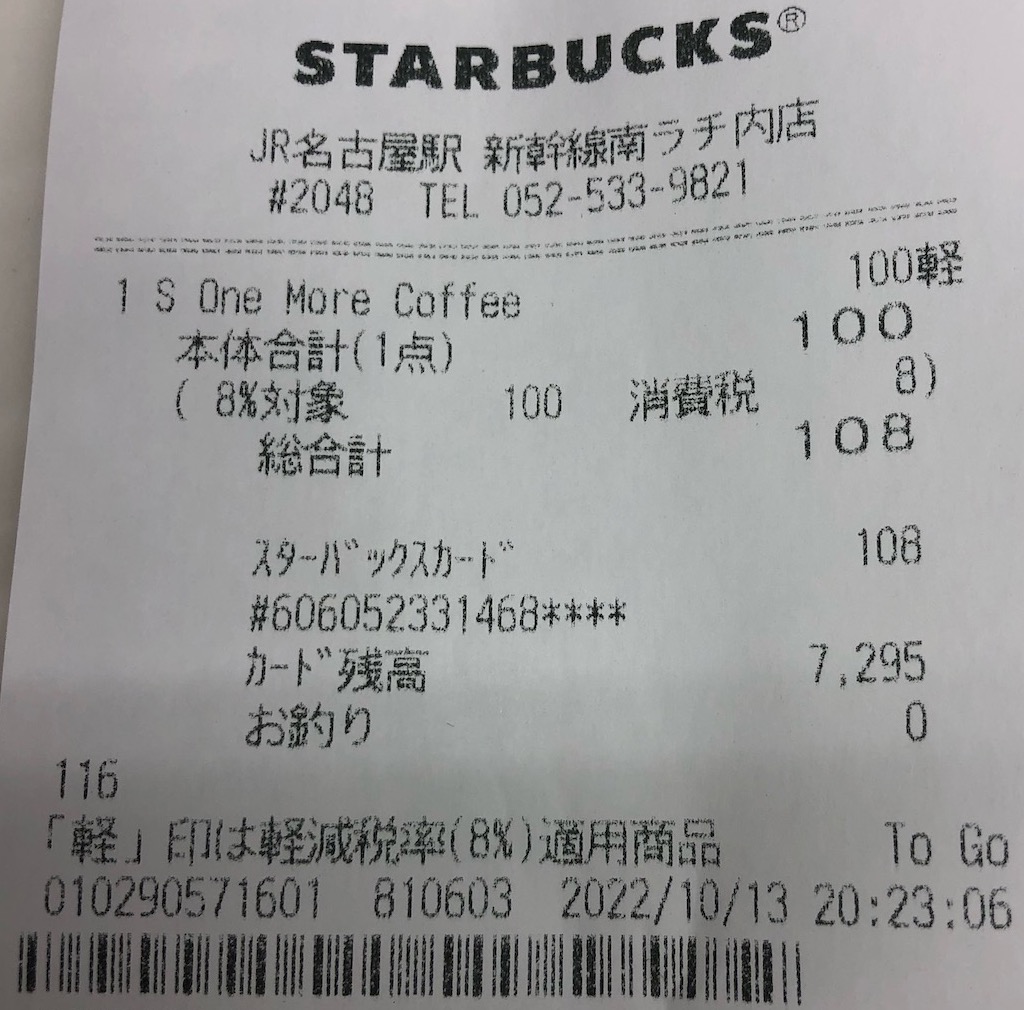 STARBUCKS®
JR名古屋駅 新幹線南ラチ内店
#2048 TEL 052-533-9821
1 S One More Coffee 100軽
本体合計(1点) 100
( 8%対象 100 消費税 8)
総合計 108
ｽﾀｰﾊﾞｯｸｽｶｰﾄﾞ 108
#606052331468****
ｶｰﾄﾞ残高 7,295
お釣り 0
116
「軽」印は軽減税率(8%)適用商品 To Go
010290571601 810603 2022/10/13 20:23:06